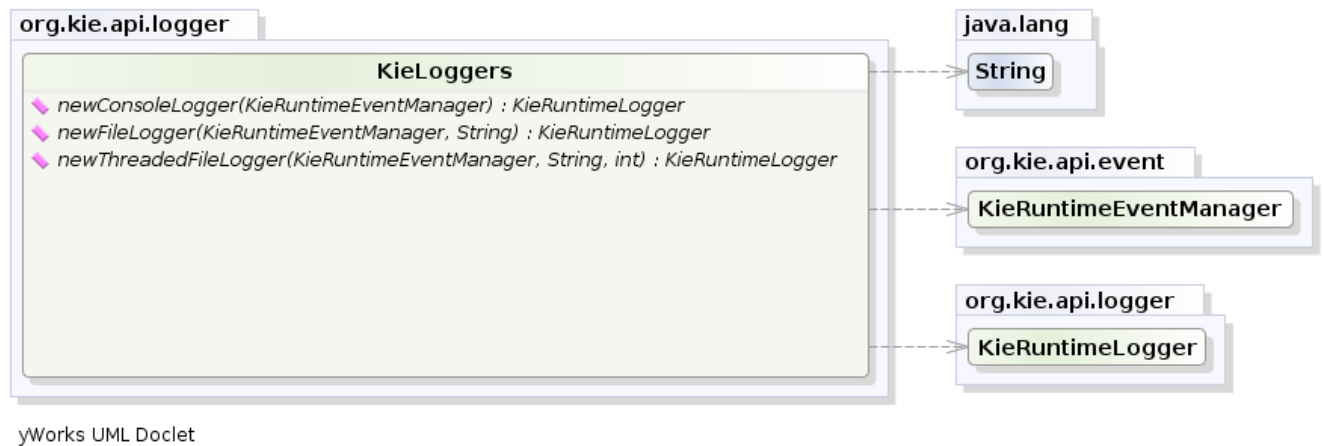 org.kie.api.logger
KieLoggers
newConsoleLogger(KieRuntimeEventManager) : KieRuntimeLogger
newFileLogger(KieRuntimeEventManager, String) : KieRuntimeLogger
newThreadedFileLogger(KieRuntimeEventManager, String, int) : KieRuntimeLogger
java.lang
String
org.kie.api.event
KieRuntimeEventManager
org.kie.api.logger
KieRuntimeLogger
yWorks UML Doclet